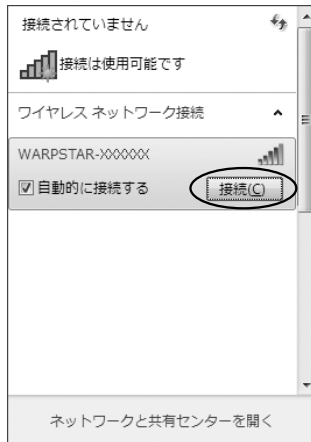 接続されていません
接続は使用可能です
ワイヤレス ネットワーク接続
WARPSTAR-XXXXXX
自動的に接続する
接続(C)
ネットワークと共有センターを開く